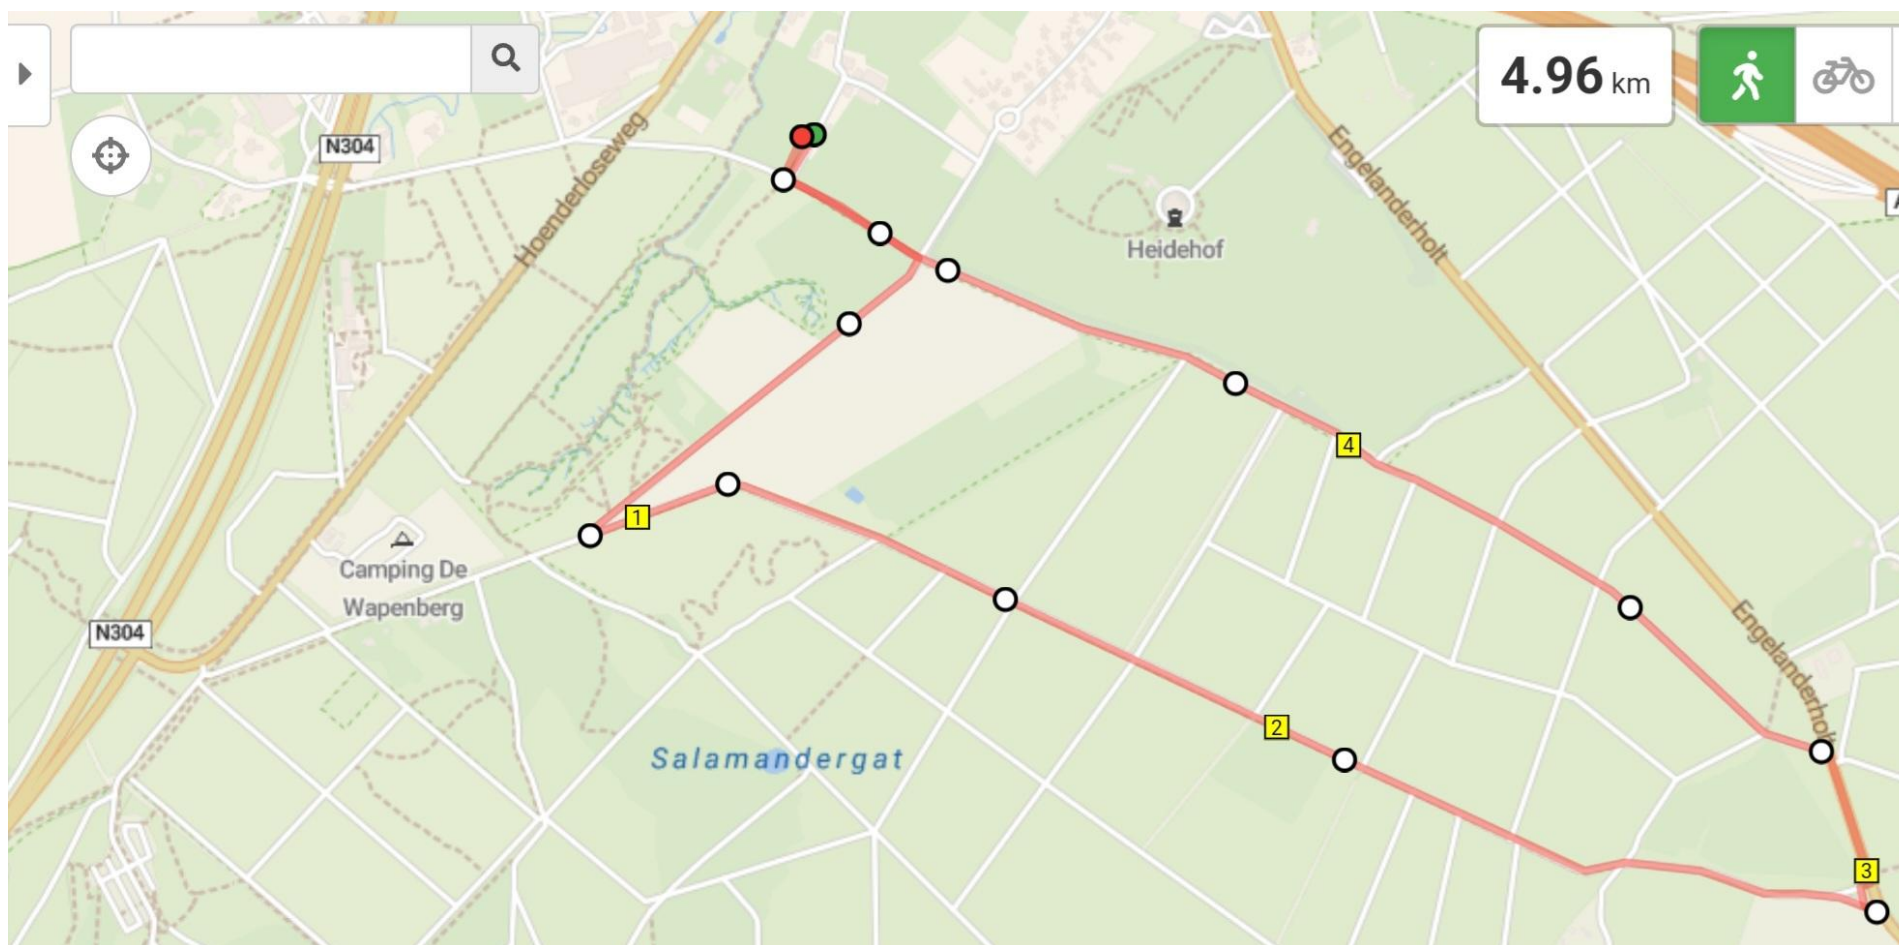 4.96 km
N304
Hoenderloseweg
Engelanderholt
Heidehof
4
1
Camping De
Wapenberg
N304
Engelanderholt
2
Salamandergat
3